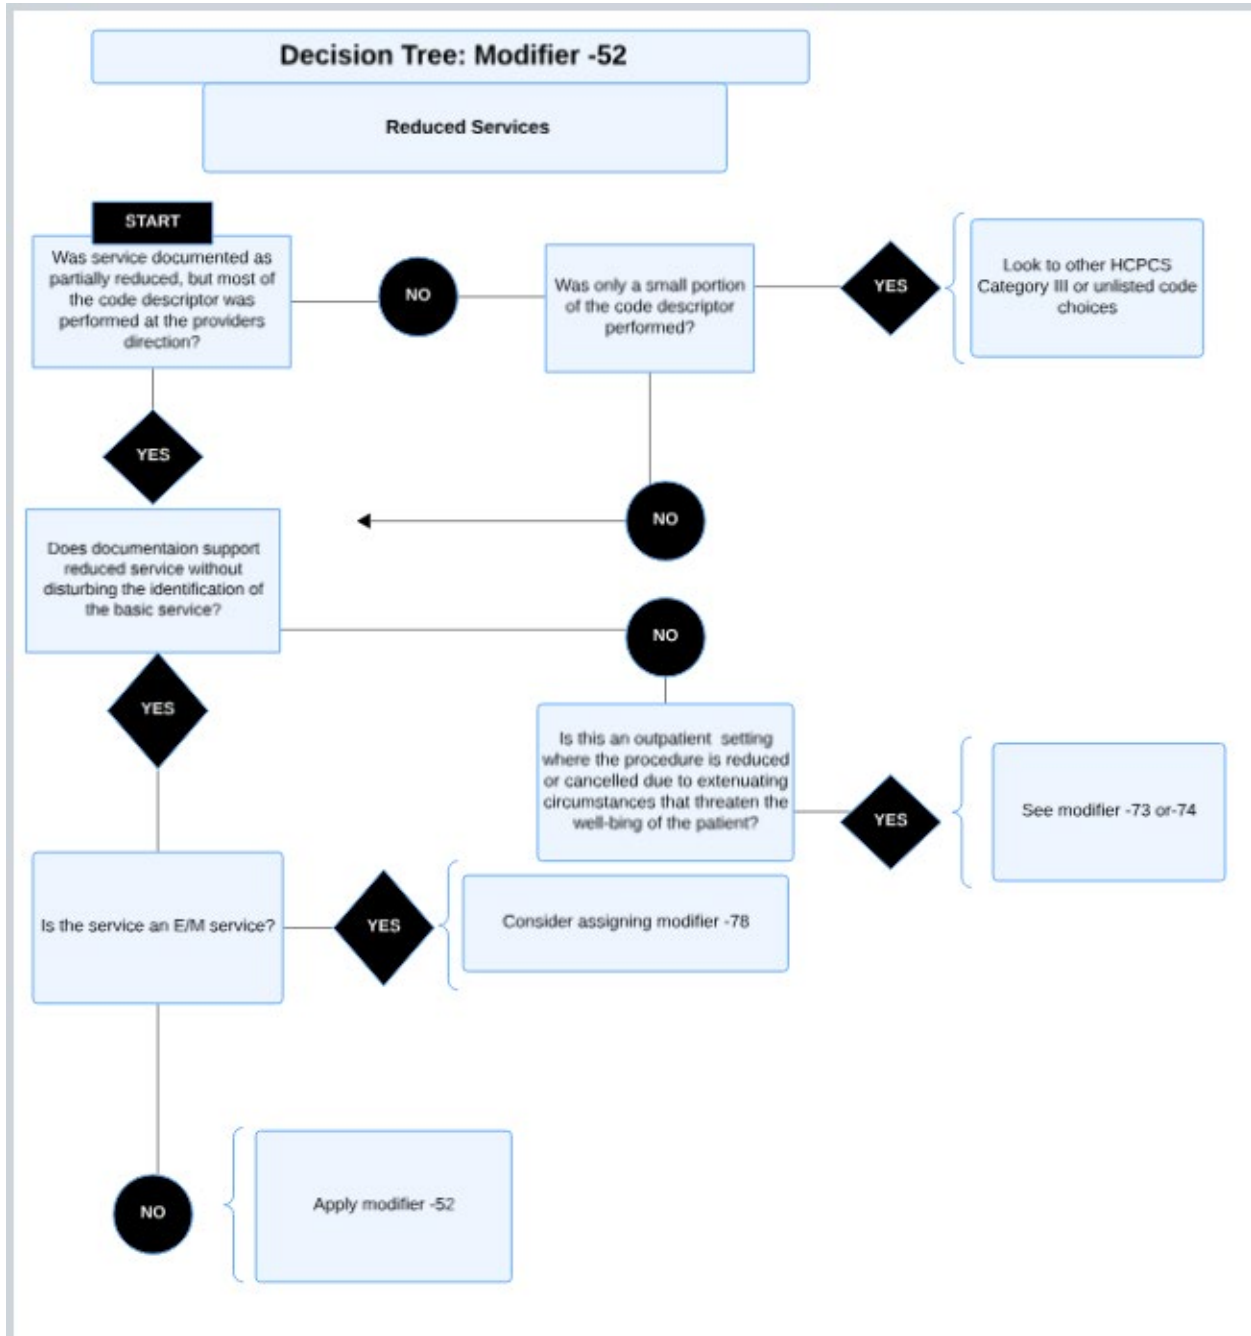 Decision Tree: Modifier -52
Reduced Services
START
Was service documented as
partially reduced, but most of
the code descriptor was
performed at the providers
direction?
NO
Was only a small portion
of the code descriptor
performed?
YES
Look to other HCPCS
Category III or unlisted code
choices
YES
NO
Does documentaion support
reduced service without
disturbing the identification of
the basic service?
NO
YES
Is this an outpatient setting
where the procedure is reduced
or cancelled due to extenuating
circumstances that threaten the
well-bing of the patient?
YES
See modifier -73 or-74
Is the service an E/M service?
YES
Consider assigning modifier -78
NO
Apply modifier -52